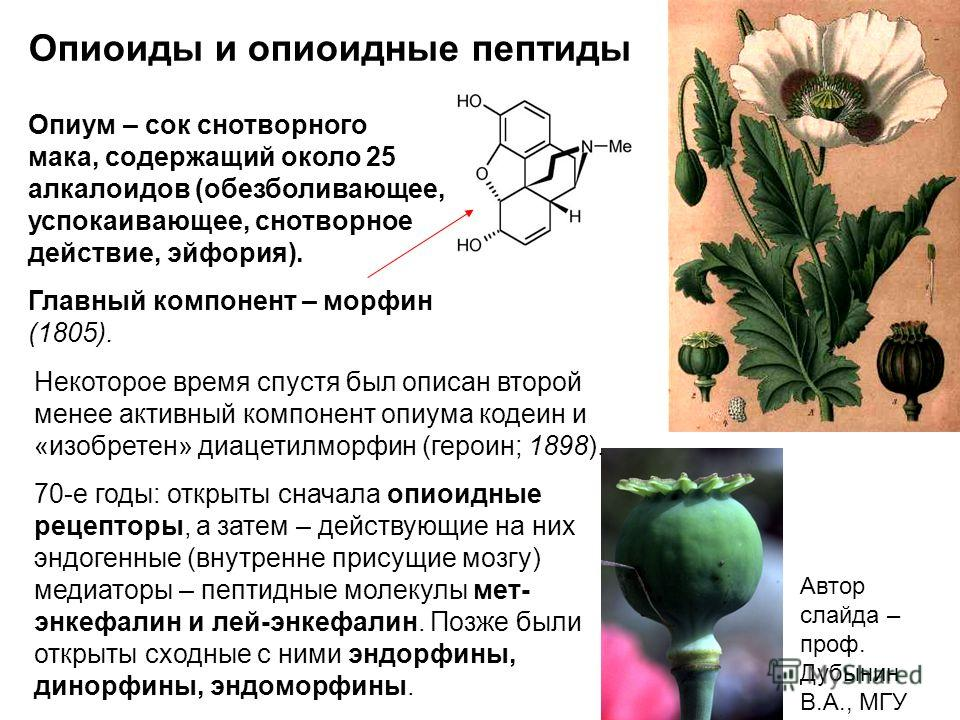 Опиоиды и опиоидные пептиды
Опиум – сок снотворного
мака, содержащий около 25
алкалоидов (обезболивающее,
успокаивающее, снотворное
действие, эйфория).
Главный компонент – морфин
(1805).
HO
O
HO
N
Me
H
Некоторое время спустя был описан второй
менее активный компонент опиума кодеин и
«изобретен» диацетилморфин (героин; 1898).
70-е годы: открыты сначала опиоидные
рецепторы, а затем – действующие на них
эндогенные (внутренне присущие мозгу)
медиаторы – пептидные молекулы мет-
энкефалин и лей-энкефалин. Позже были
открыты сходные с ними эндорфины,
динорфины, эндоморфины.
Автор
слайда –
проф.
Дубынин
В.А., МГУ
MyShared